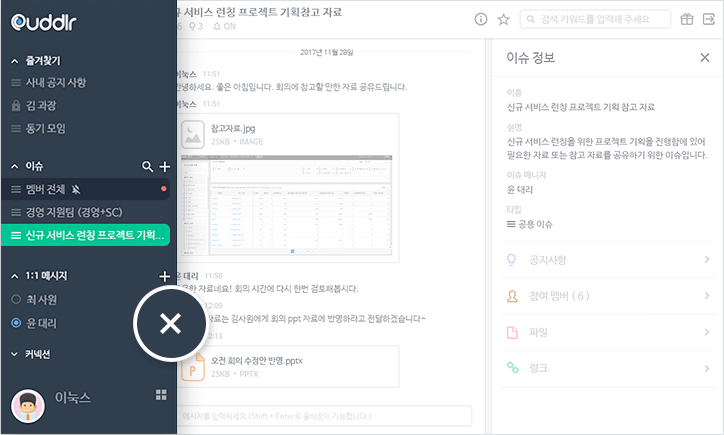 Cuddlr
즐겨찾기
사내 공지 사항
김 과장
동기 모임
이슈
멤버 전체
경영 지원팀 (경영+SC)
신규 서비스 런칭 프로젝트 기획...
1:1 메시지
최 사원
윤 대리
커넥션
이눅스
규 서비스 런칭 프로젝트 기획참고 자료
6 3 ON
검색 키워드를 입력해 주세요
2017년 11월 28일
이눅스 11:51
안녕하세요. 좋은 아침입니다. 회의에 참고할 만한 자료 공유드립니다.
이눅스 11:51
참고자료.jpg
25KB • IMAGE
윤 대리 11:58
한 자료네요! 회의 시간에 다시 한번 검토해봅시다.
12:05
자료는 김사원에게 회의 ppt 자료에 반영하라고 전달하겠습니다~
12:13
오전 회의 수정안 반영.pptx
25KB • PPTX
메시지를 입력하세요 (Shift + Enter로 줄바꿈이 가능합니다.)
이슈 정보
이름
신규 서비스 런칭 프로젝트 기획 참고 자료
설명
신규 서비스 런칭을 위한 프로젝트 기획을 진행함에 있어
필요한 자료 또는 참고 자료를 공유하기 위한 이슈입니다.
이슈 매니저
윤 대리
타입
공용 이슈
공지사항
참여 멤버 ( 6 )
파일
링크